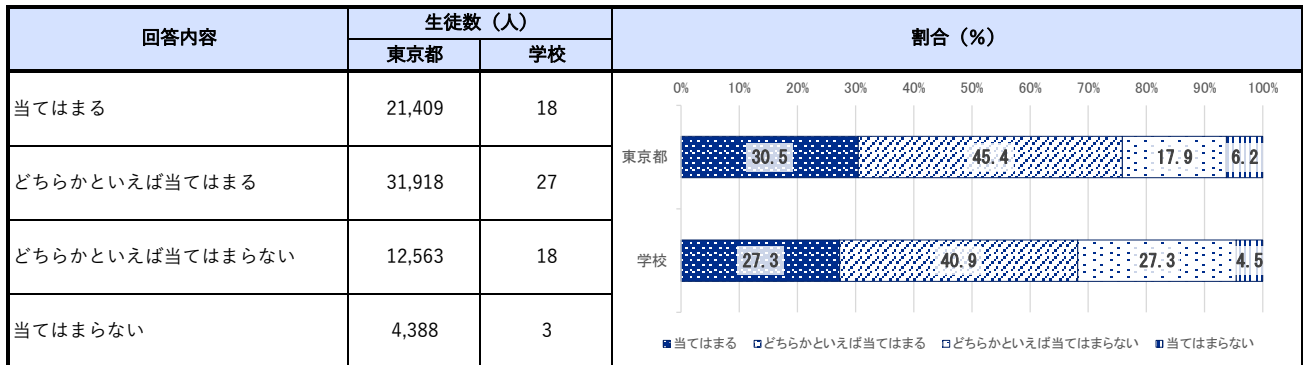 回答内容 生徒数（人） 割合（%）
東京都 学校
当てはまる 21,409 18
どちらかといえば当てはまる 31,918 27
どちらかといえば当てはまらない 12,563 18
当てはまらない 4,388 3
0% 10% 20% 30% 40% 50% 60% 70% 80% 90% 100%
東京都 30.5 45.4 17.9 6.2
学校 27.3 40.9 27.3 4.5
当てはまる どちらかといえば当てはまる どちらかといえば当てはまらない 当てはまらない